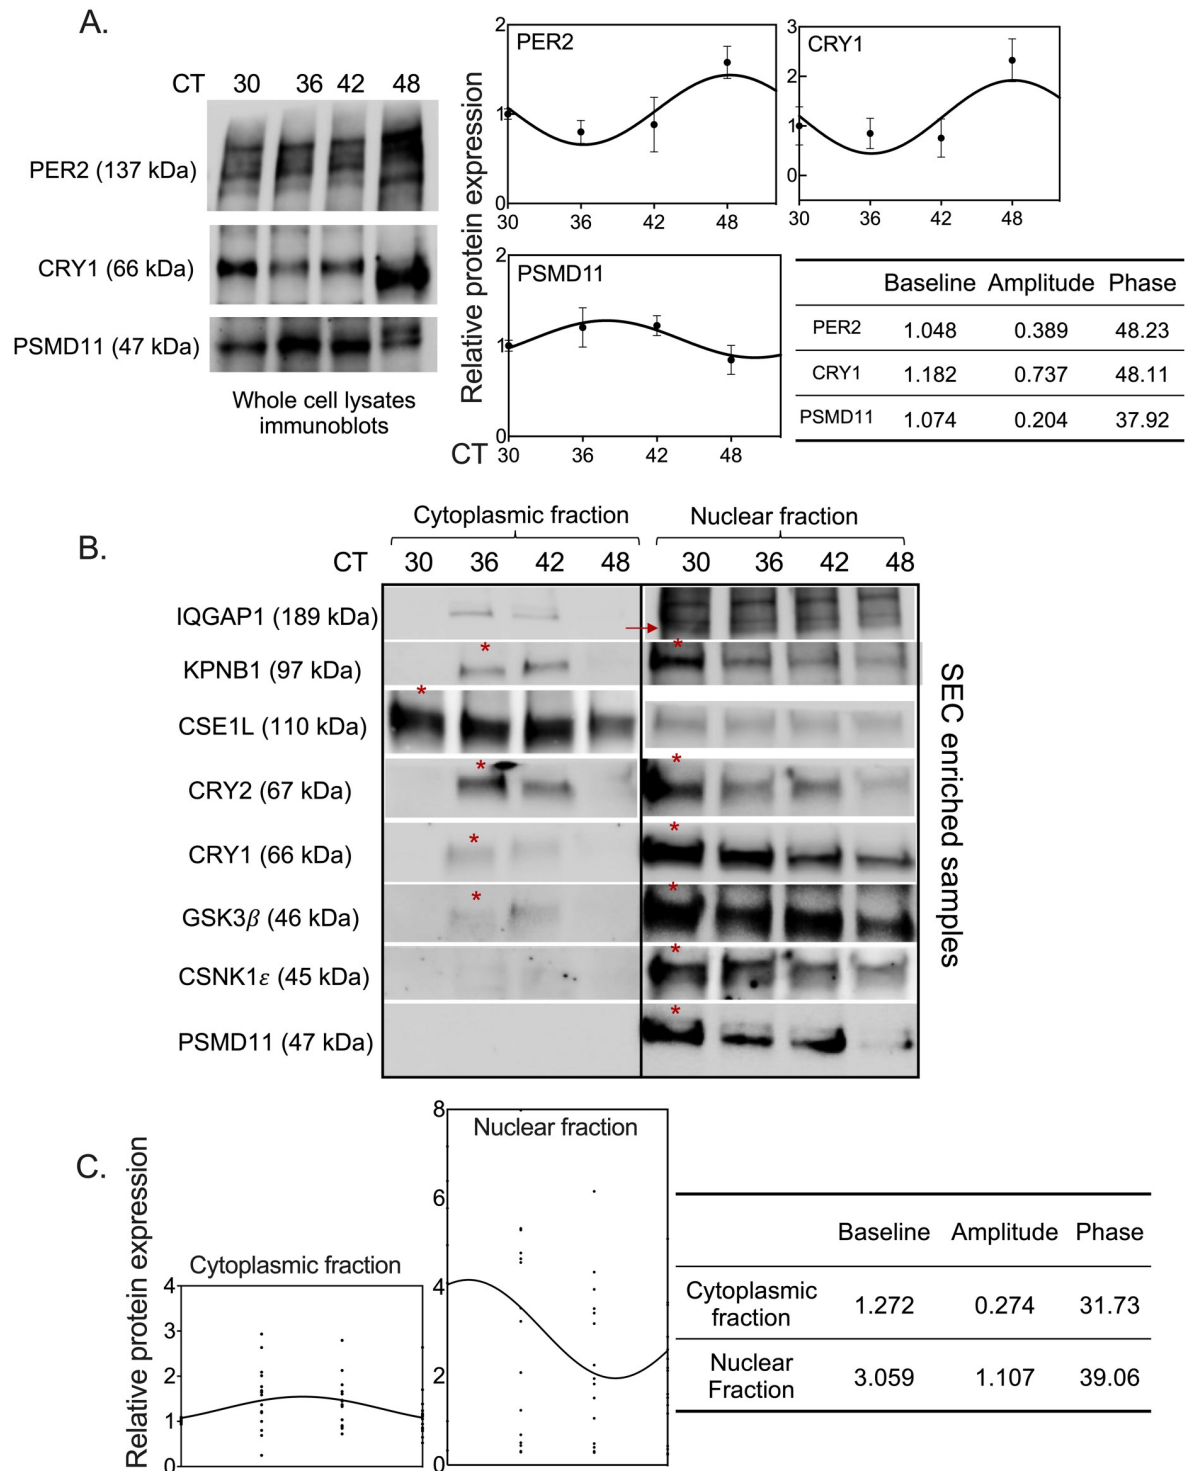 A.
CT 30 36 42 48
PER2 (137 kDa)
CRY1 (66 kDa)
PSMD11 (47 kDa)
Whole cell lysates
immunoblots
Relative protein expression
PER2
2
1
0
30 36 42 48
CRY1
3
2
1
0
30 36 42 48
PSMD11
2
1
0
CT 30 36 42 48
Baseline Amplitude Phase
PER2 1.048 0.389 48.23
CRY1 1.182 0.737 48.11
PSMD11 1.074 0.204 37.92
B.
Cytoplasmic fraction Nuclear fraction
CT 30 36 42 48 30 36 42 48
IQGAP1 (189 kDa)
KPNB1 (97 kDa)
CSE1L (110 kDa)
CRY2 (67 kDa)
CRY1 (66 kDa)
GSK3β (46 kDa)
CSNK1ε (45 kDa)
PSMD11 (47 kDa)
SEC enriched samples
C.
Relative protein expression
Cytoplasmic fraction
4
3
2
1
0
Nuclear fraction
8
6
4
2
0
Baseline Amplitude Phase
Cytoplasmic
fraction 1.272 0.274 31.73
Nuclear
Fraction 3.059 1.107 39.06